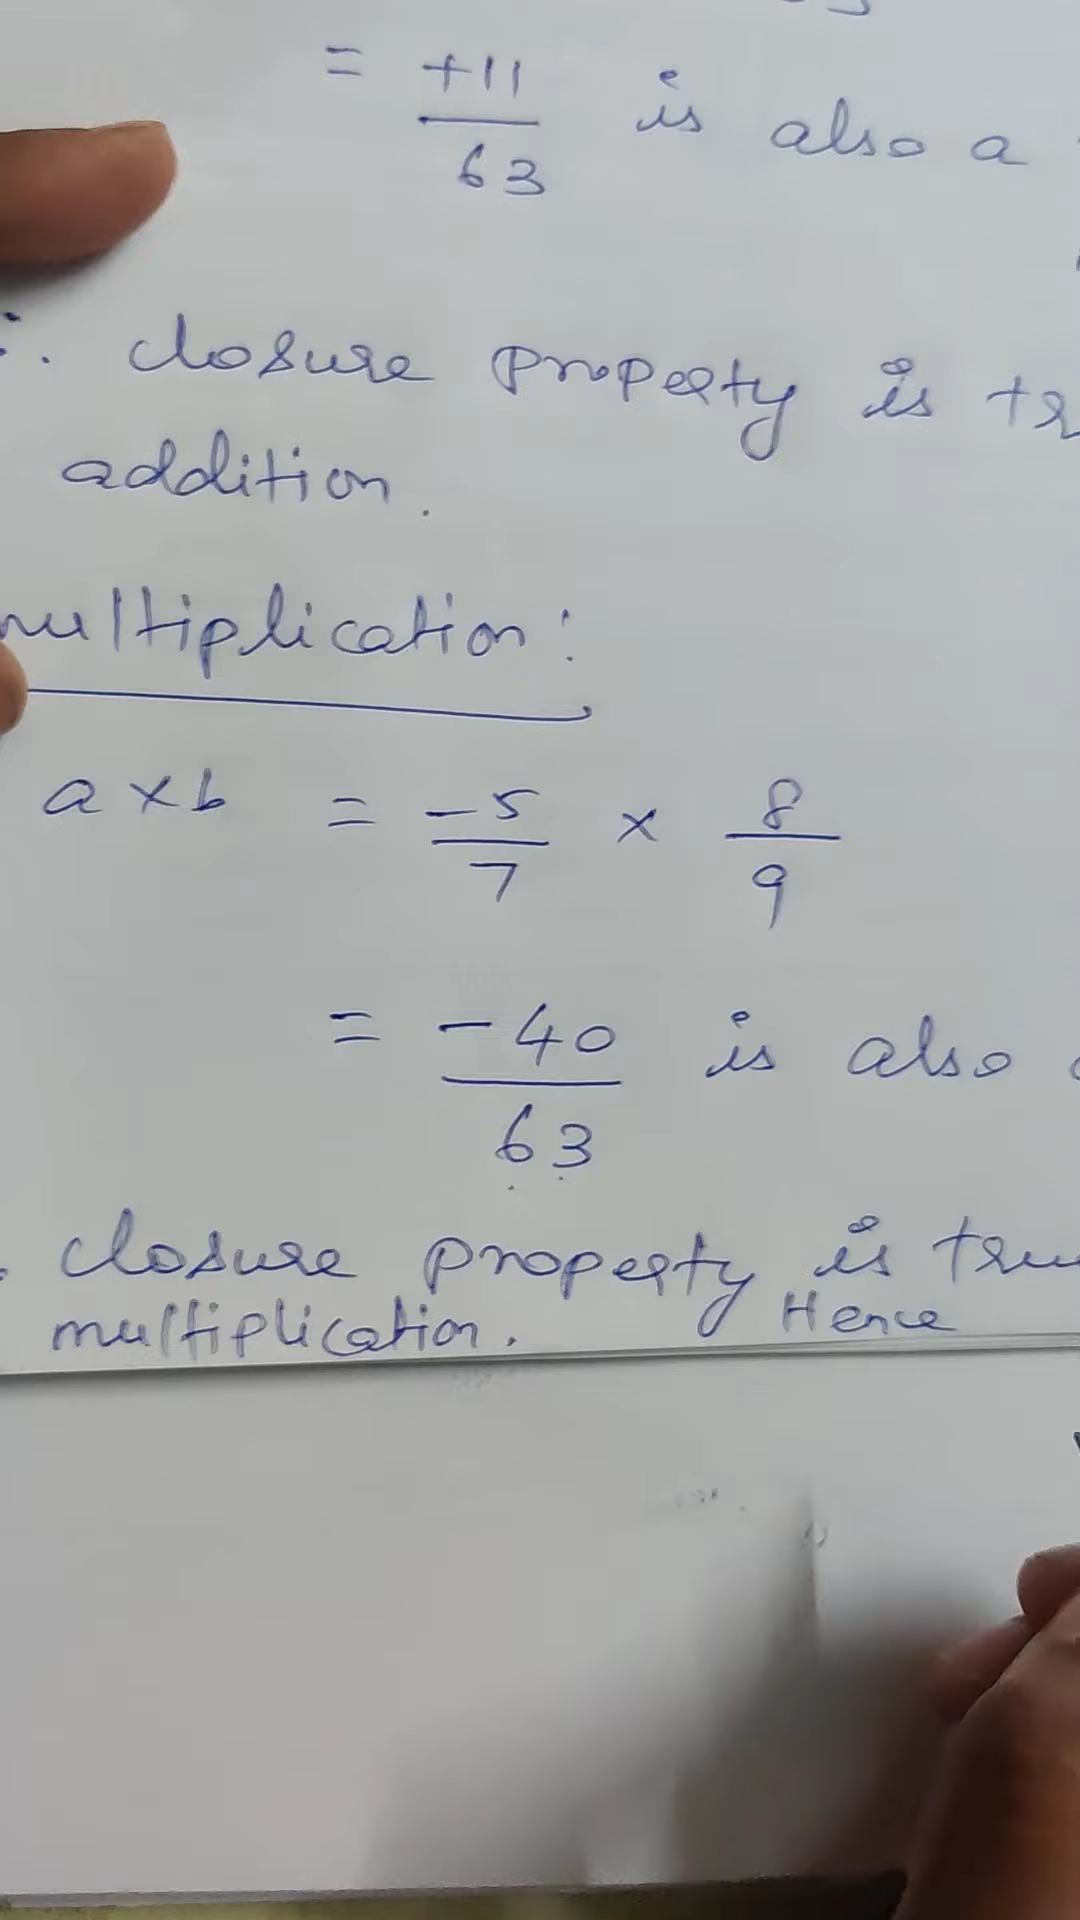 = +11/63 is also a
∴ closure property is
addition.
multiplication:
a × b = -5/7 × 8/9
= -40/63 is also
closure property is
multiplication. Hence